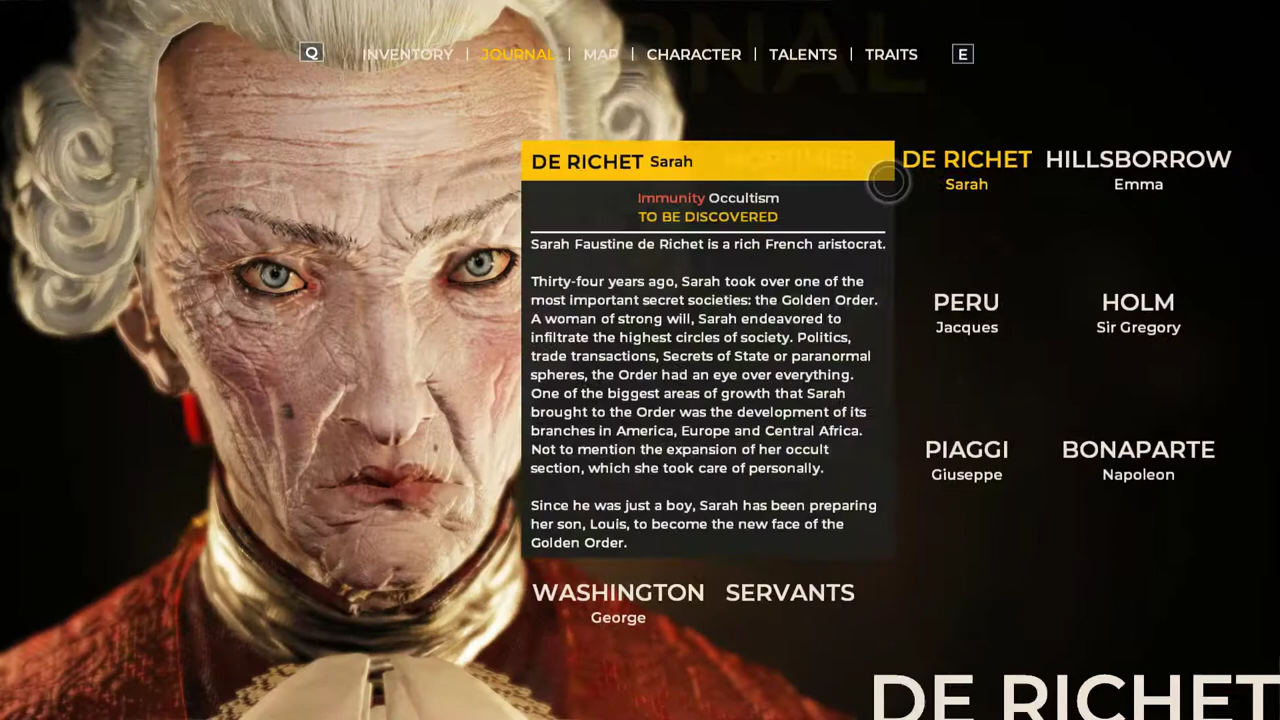 Q INVENTORY | JOURNAL | MAP | CHARACTER | TALENTS | TRAITS E
DE RICHET Sarah
Immunity Occultism
TO BE DISCOVERED
Sarah Faustine de Richet is a rich French aristocrat.
Thirty-four years ago, Sarah took over one of the
most important secret societies: the Golden Order.
A woman of strong will, Sarah endeavored to
infiltrate the highest circles of society. Politics,
trade transactions, Secrets of State or paranormal
spheres, the Order had an eye over everything.
One of the biggest areas of growth that Sarah
brought to the Order was the development of its
branches in America, Europe and Central Africa.
Not to mention the expansion of her occult
section, which she took care of personally.
Since he was just a boy, Sarah has been preparing
her son, Louis, to become the new face of the
Golden Order.
DE RICHET
Sarah
HILLSBORROW
Emma
PERU
Jacques
HOLM
Sir Gregory
PIAGGI
Giuseppe
BONAPARTE
Napoleon
WASHINGTON
George
SERVANTS
DE RICHET